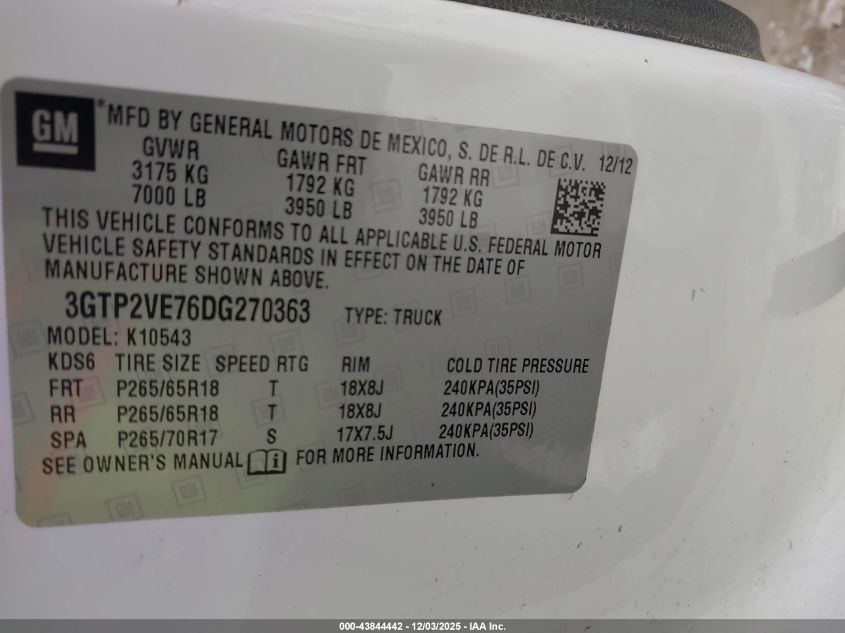 GM
*MFD BY GENERAL MOTORS DE MEXICO, S. DE R.L. DE C.V. 12/12
GVWR GAWR FRT GAWR RR
3175 KG 1792 KG 1792 KG
7000 LB 3950 LB 3950 LB
THIS VEHICLE CONFORMS TO ALL APPLICABLE U.S. FEDERAL MOTOR
VEHICLE SAFETY STANDARDS IN EFFECT ON THE DATE OF
MANUFACTURE SHOWN ABOVE.
3GTP2VE76DG270363 TYPE: TRUCK
MODEL: K10543
KDS6 TIRE SIZE SPEED RTG RIM COLD TIRE PRESSURE
FRT P265/65R18 T 18X8J 240KPA(35PSI)
RR P265/65R18 T 18X8J 240KPA(35PSI)
SPA P265/70R17 S 17X7.5J 240KPA(35PSI)
SEE OWNER'S MANUAL i FOR MORE INFORMATION.
000-43844442 - 12/03/2025 - IAA Inc.